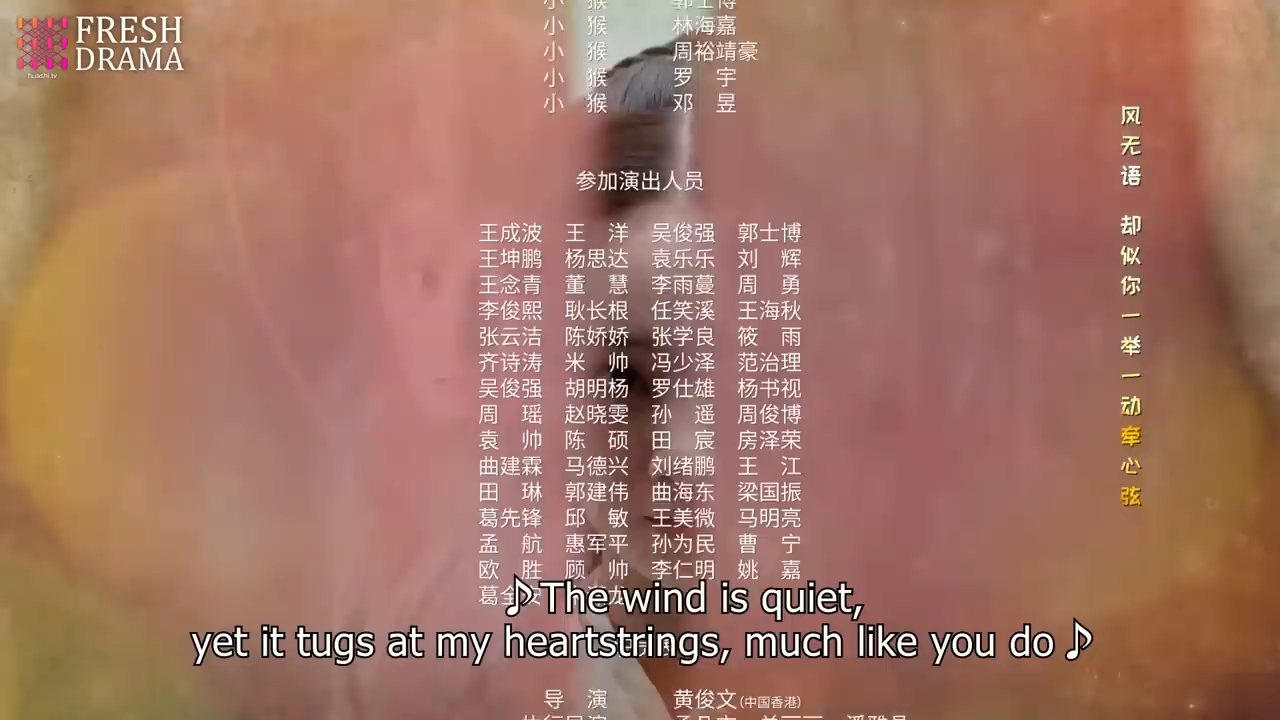 FRESH
DRAMA
huashi.tv
小 猴 郭士博
小 猴 林海嘉
小 猴 周裕靖豪
小 猴 罗 宇
小 猴 邓 昱
参加演出人员
王成波 王 洋 吴俊强 郭士博
王坤鹏 杨思达 袁乐乐 刘 辉
王念青 董 慧 李雨蔓 周 勇
李俊熙 耿长根 任笑溪 王海秋
张云洁 陈娇娇 张学良 筱 雨
齐诗涛 米 帅 冯少泽 范治理
吴俊强 胡明杨 罗仕雄 杨书视
周 瑶 赵晓雯 孙 遥 周俊博
袁 帅 陈 硕 田 宸 房泽荣
曲建霖 马德兴 刘绪鹏 王 江
田 琳 郭建伟 曲海东 梁国振
葛先锋 邱 敏 王美微 马明亮
孟 航 惠军平 孙为民 曹 宁
欧 胜 顾 帅 李仁明 姚 嘉
葛全安 龙
♪The wind is quiet,
yet it tugs at my heartstrings, much like you do♪
导 演 黄俊文(中国香港)
风无语 却似你一举一动牵心弦